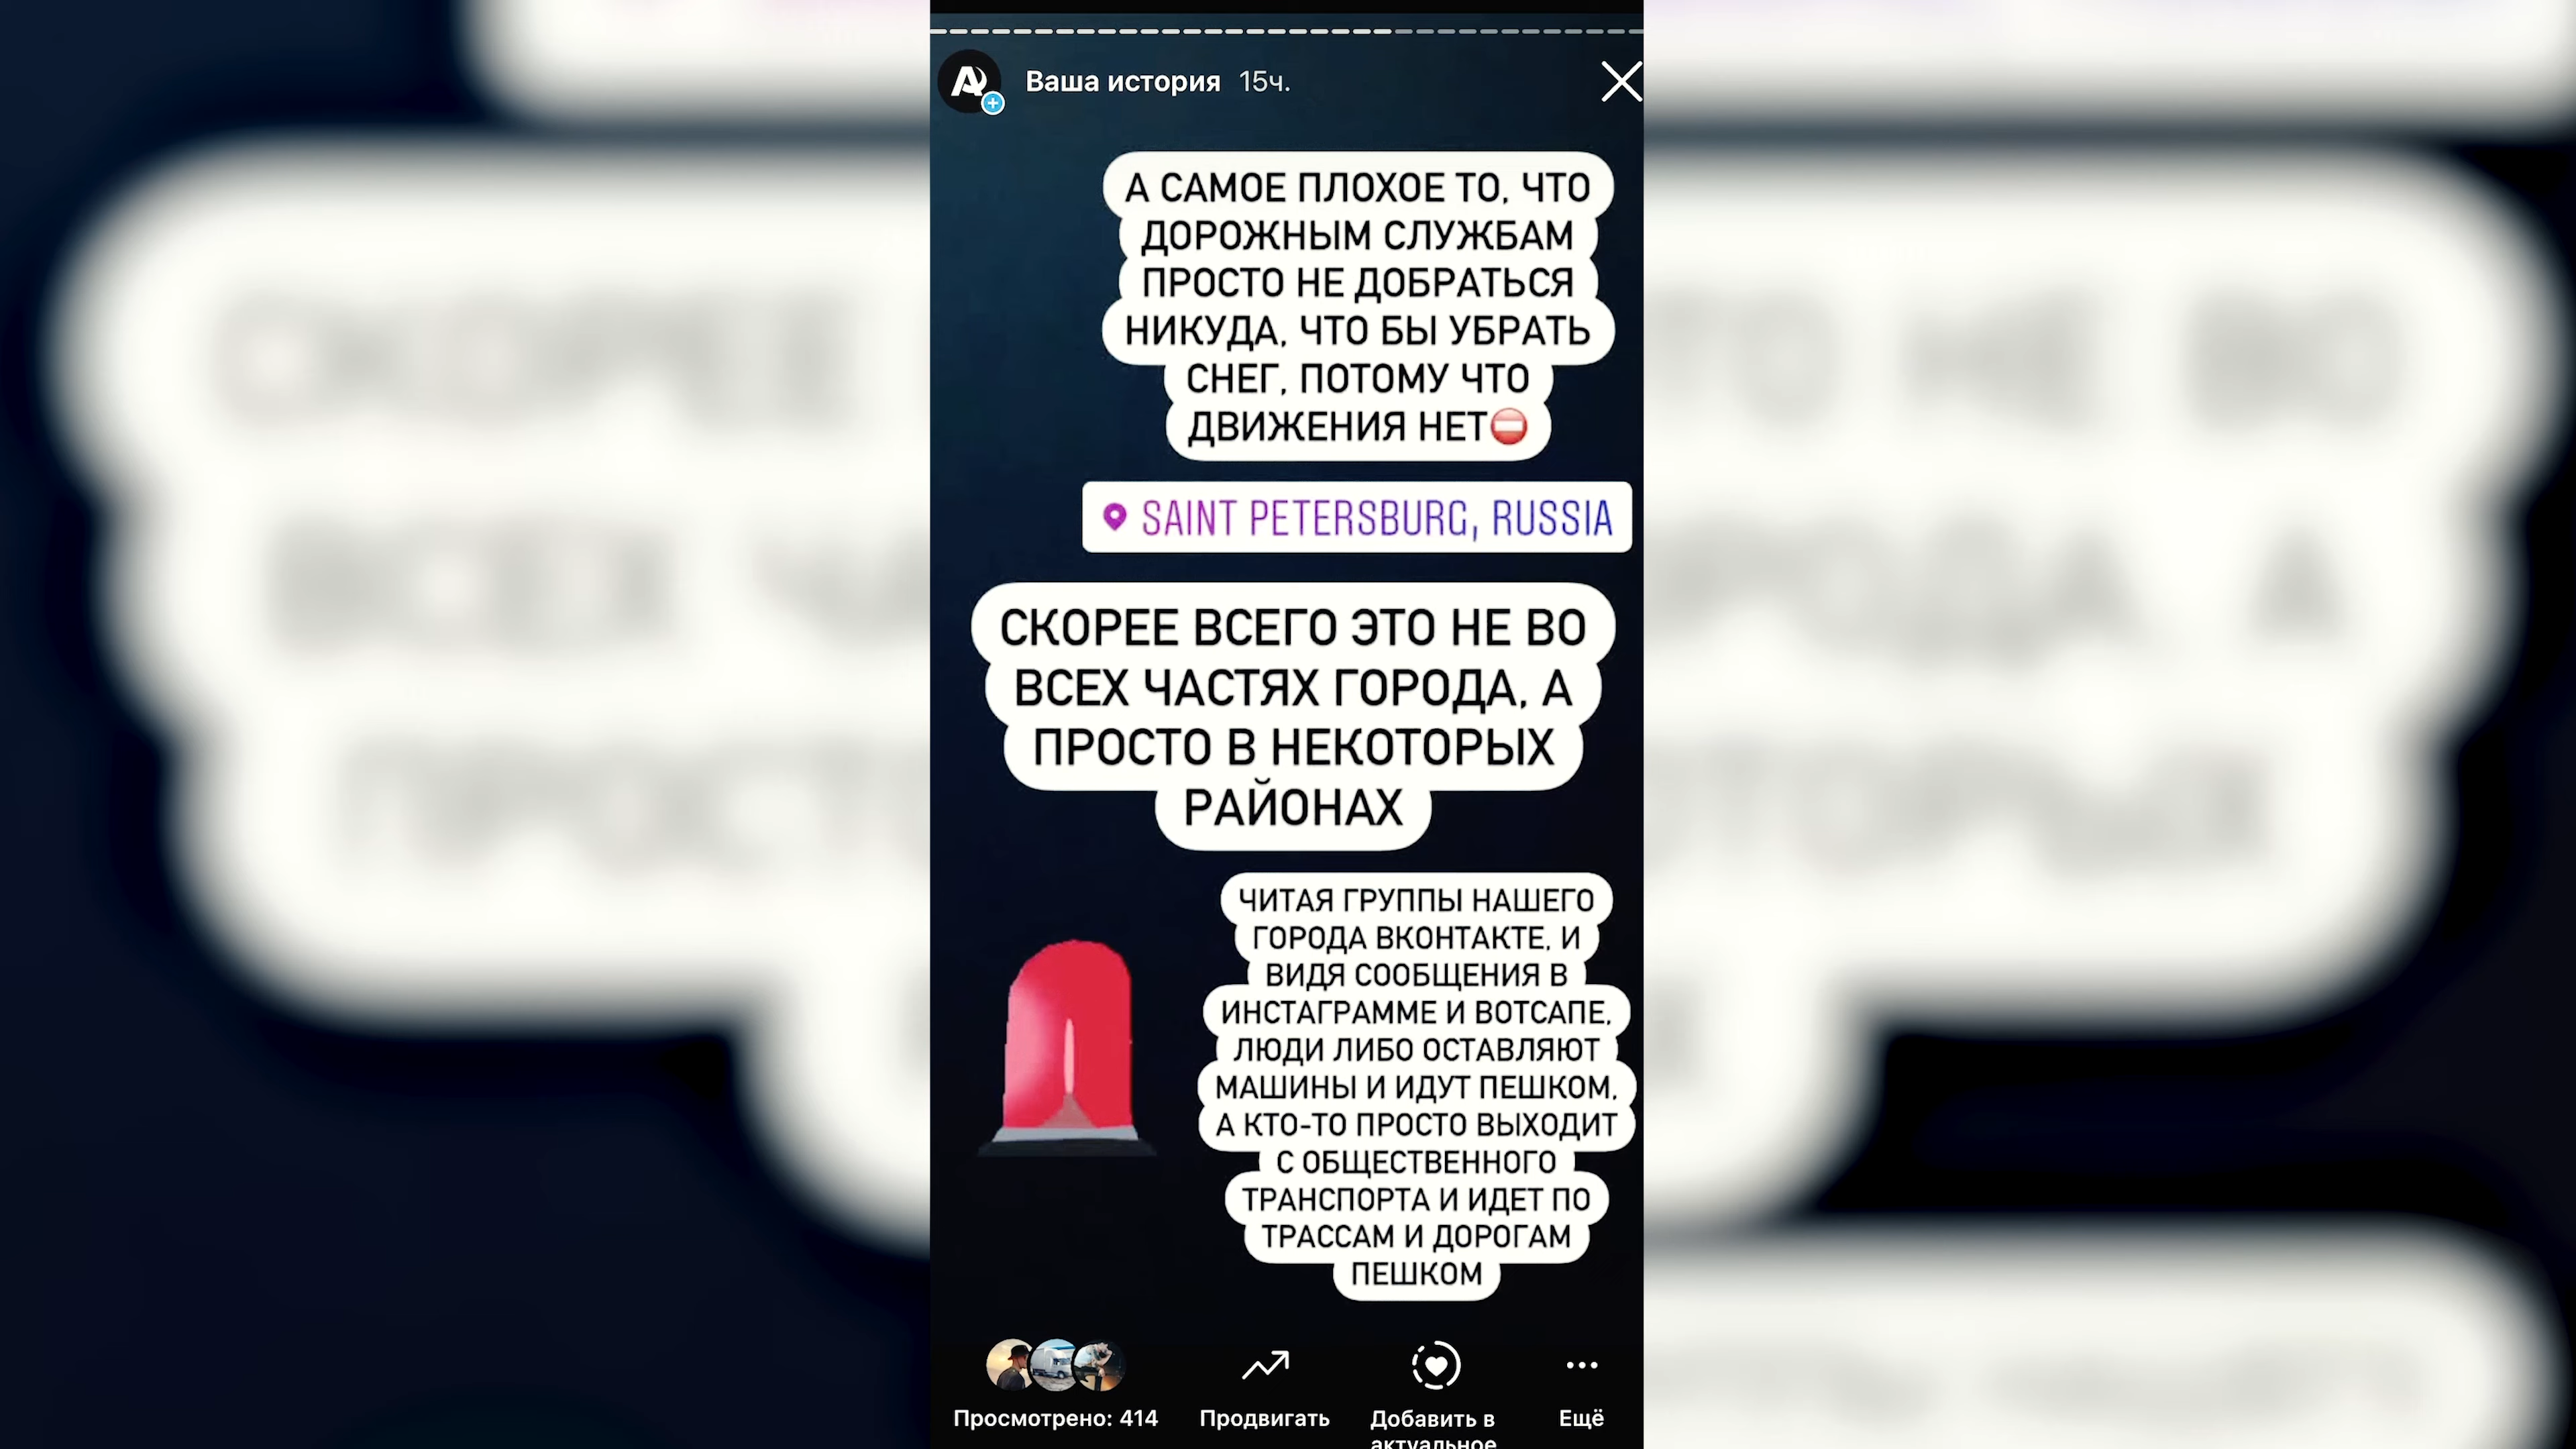 Ваша история 15ч.
А САМОЕ ПЛОХОЕ ТО, ЧТО
ДОРОЖНЫМ СЛУЖБАМ
ПРОСТО НЕ ДОБРАТЬСЯ
НИКУДА, ЧТО БЫ УБРАТЬ
СНЕГ, ПОТОМУ ЧТО
ДВИЖЕНИЯ НЕТ⛔
SAINT PETERSBURG, RUSSIA
СКОРЕЕ ВСЕГО ЭТО НЕ ВО
ВСЕХ ЧАСТЯХ ГОРОДА, А
ПРОСТО В НЕКОТОРЫХ
РАЙОНАХ
ЧИТАЯ ГРУППЫ НАШЕГО
ГОРОДА ВКОНТАКТЕ, И
ВИДЯ СООБЩЕНИЯ В
ИНСТАГРАММЕ И ВОТСАПЕ,
ЛЮДИ ЛИБО ОСТАВЛЯЮТ
МАШИНЫ И ИДУТ ПЕШКОМ,
А КТО-ТО ПРОСТО ВЫХОДИТ
С ОБЩЕСТВЕННОГО
ТРАНСПОРТА И ИДЕТ ПО
ТРАССАМ И ДОРОГАМ
ПЕШКОМ
Просмотрено: 414
Продвигать
Добавить в
актуальное
Ещё